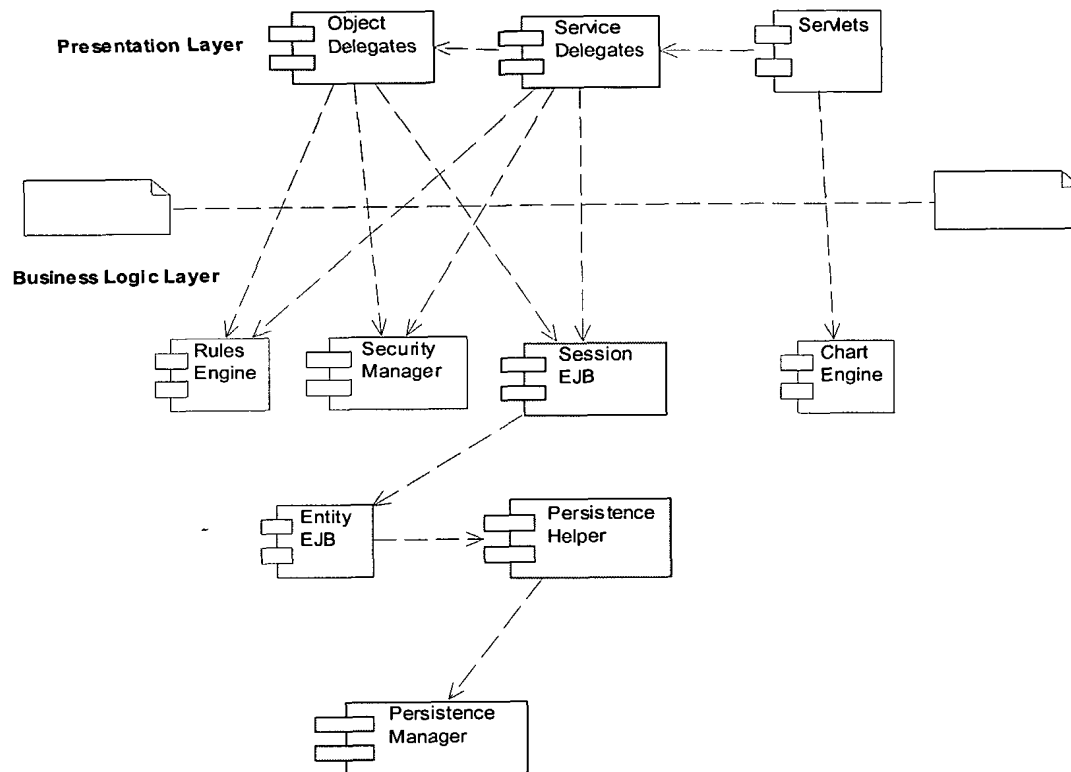 Presentation Layer
Object
Delegates
Service
Delegates
Servlets
Business Logic Layer
Rules
Engine
Security
Manager
Session
EJB
Chart
Engine
Entity
EJB
Persistence
Helper
Persistence
Manager